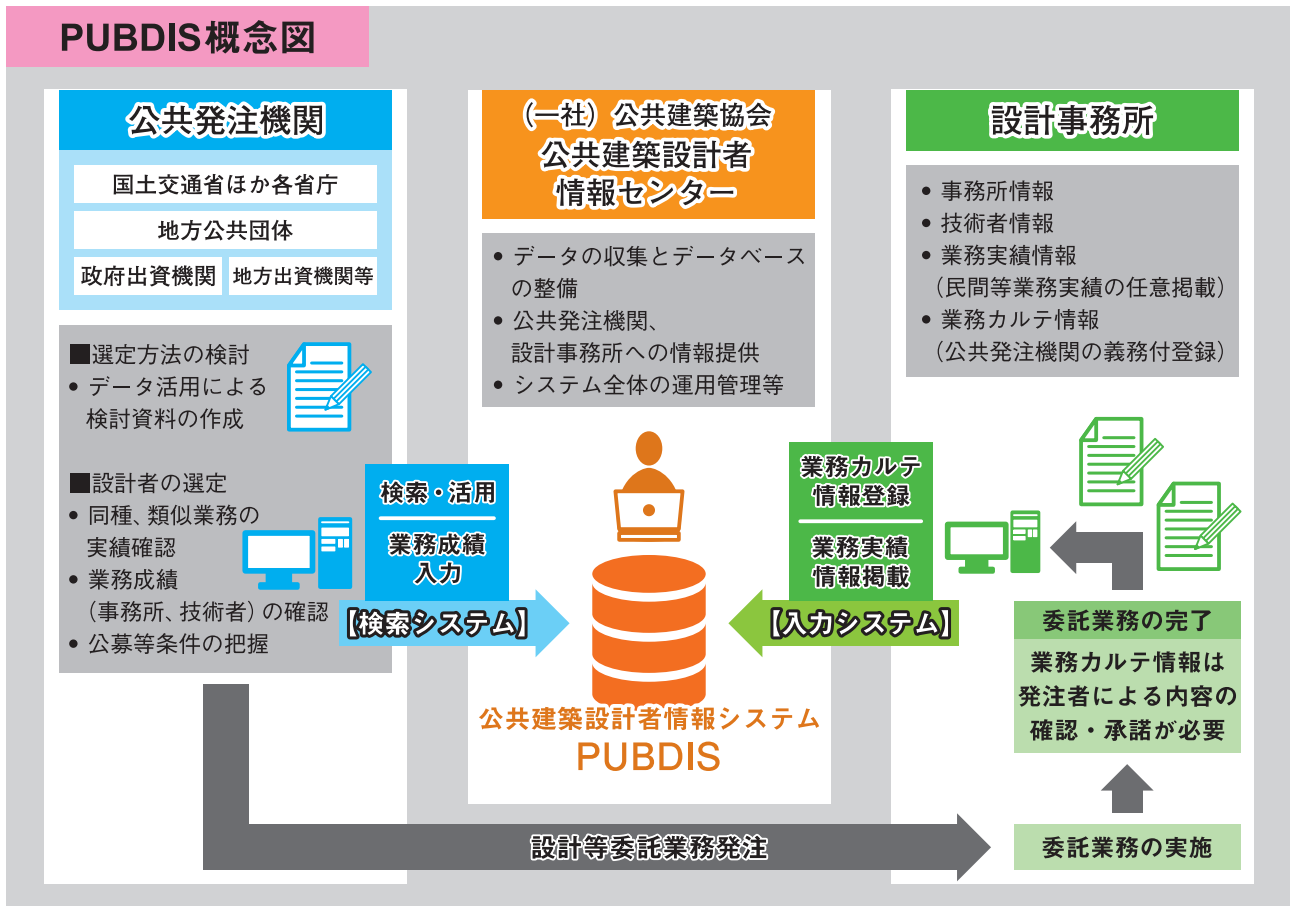 PUBDIS概念図
公共発注機関
国土交通省ほか各省庁
地方公共団体
政府出資機関
地方出資機関等
■選定方法の検討
• データ活用による
検討資料の作成
■設計者の選定
• 同種、類似業務の
実績確認
• 業務成績
（事務所、技術者）の確認
• 公募等条件の把握
検索・活用
業務成績
入力
【検索システム】
（一社）公共建築協会
公共建築設計者
情報センター
• データの収集とデータベース
の整備
• 公共発注機関、
設計事務所への情報提供
• システム全体の運用管理等
公共建築設計者情報システム
PUBDIS
設計事務所
• 事務所情報
• 技術者情報
• 業務実績情報
（民間等業務実績の任意掲載）
• 業務カルテ情報
（公共発注機関の義務付登録）
業務カルテ
情報登録
業務実績
情報掲載
【入力システム】
委託業務の完了
業務カルテ情報は
発注者による内容の
確認・承諾が必要
設計等委託業務発注
委託業務の実施